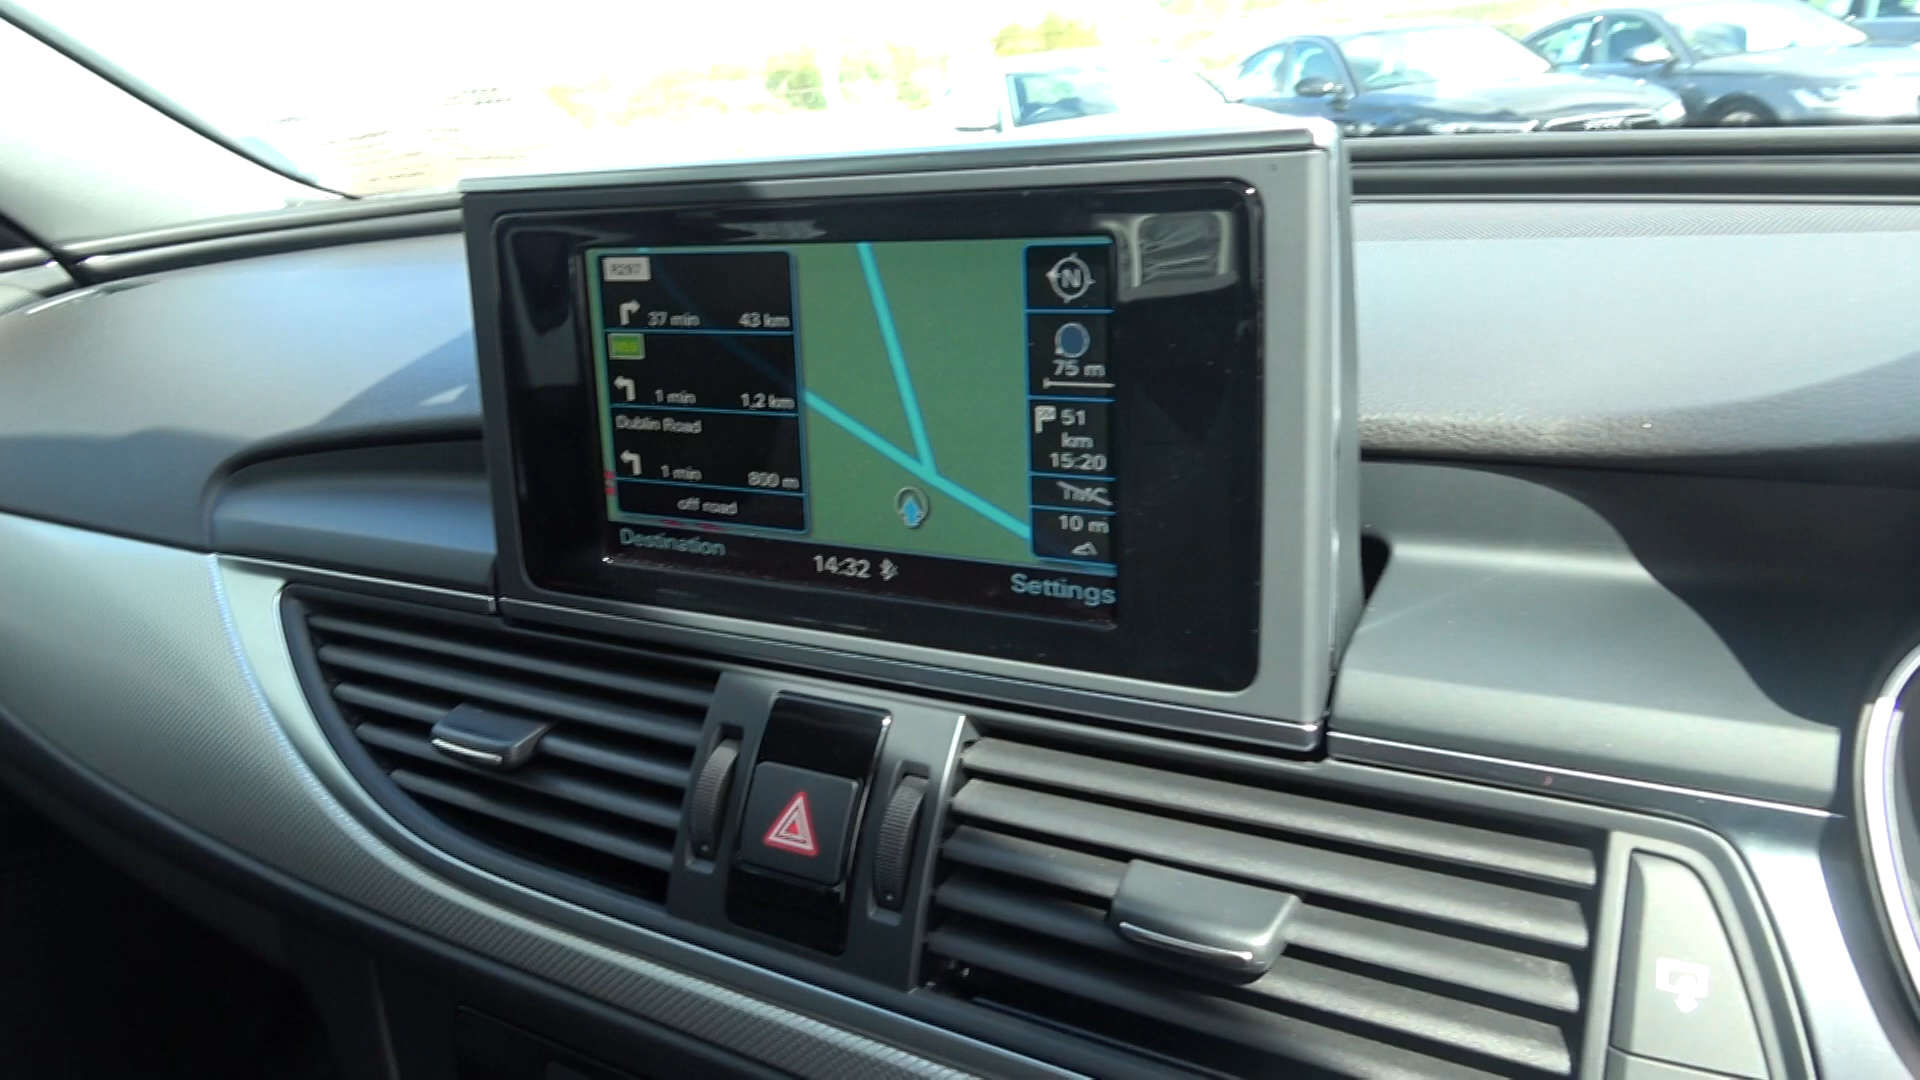 R297
37 min 43 km
1 min 1,2 km
Dublin Road
1 min 800 m
off road
Destination
14:32
Settings
N
75 m
51
km
15:20
TMC
10 m